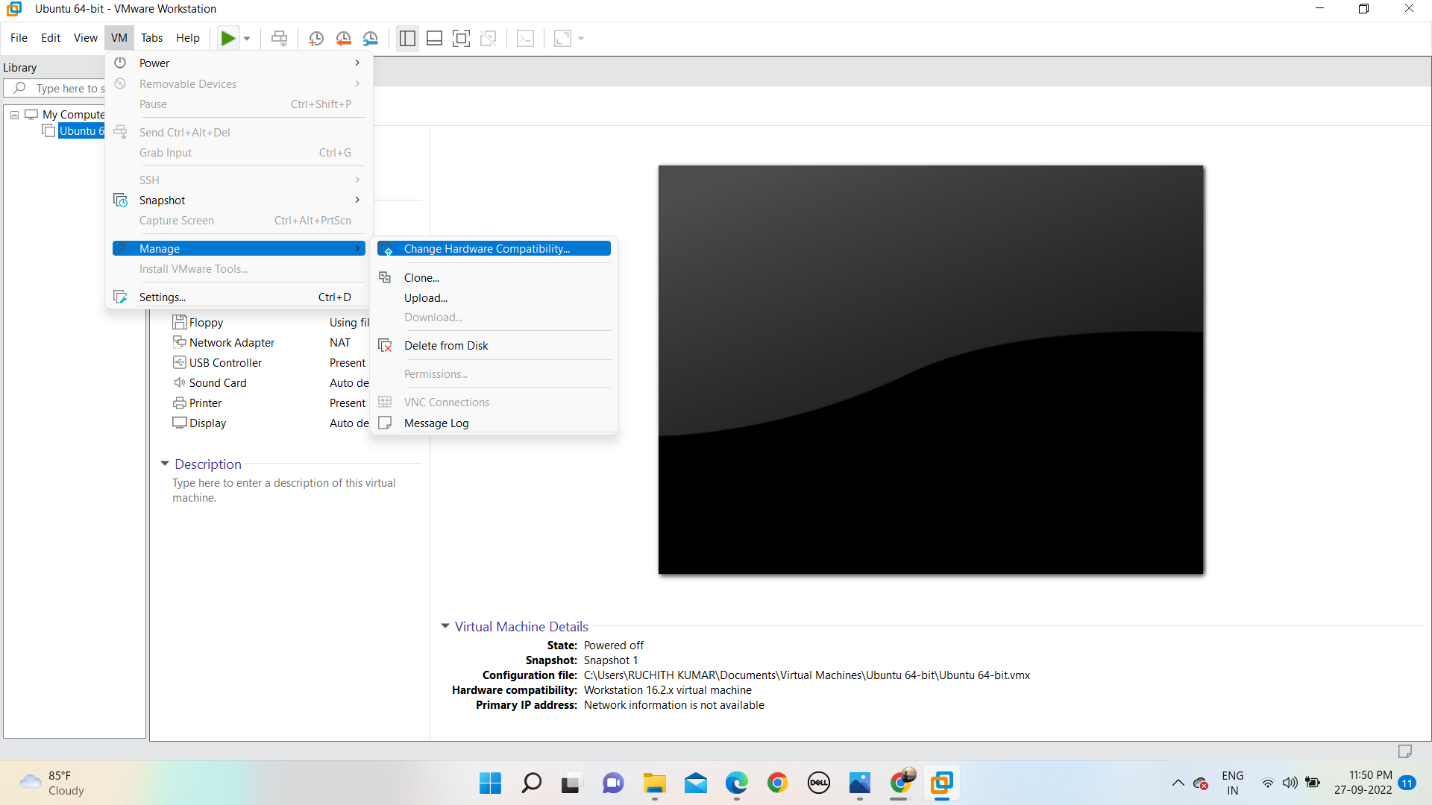 Ubuntu 64-bit - VMware Workstation
File Edit View VM Tabs Help
Library
Type here to s
My Compute
Ubuntu 6
Power
Removable Devices
Pause Ctrl+Shift+P
Send Ctrl+Alt+Del
Grab Input Ctrl+G
SSH
Snapshot
Capture Screen Ctrl+Alt+PrtScn
Manage
Install VMware Tools...
Settings... Ctrl+D
Change Hardware Compatibility...
Clone...
Upload...
Download...
Delete from Disk
Permissions...
VNC Connections
Message Log
Floppy Using fil
Network Adapter NAT
USB Controller Present
Sound Card Auto de
Printer Present
Display Auto de
Description
Type here to enter a description of this virtual
machine.
Virtual Machine Details
State: Powered off
Snapshot: Snapshot 1
Configuration file: C:\Users\RUCHITH KUMAR\Documents\Virtual Machines\Ubuntu 64-bit\Ubuntu 64-bit.vmx
Hardware compatibility: Workstation 16.2.x virtual machine
Primary IP address: Network information is not available
85°F
Cloudy
DELL
ENG
IN
11:50 PM
27-09-2022
11